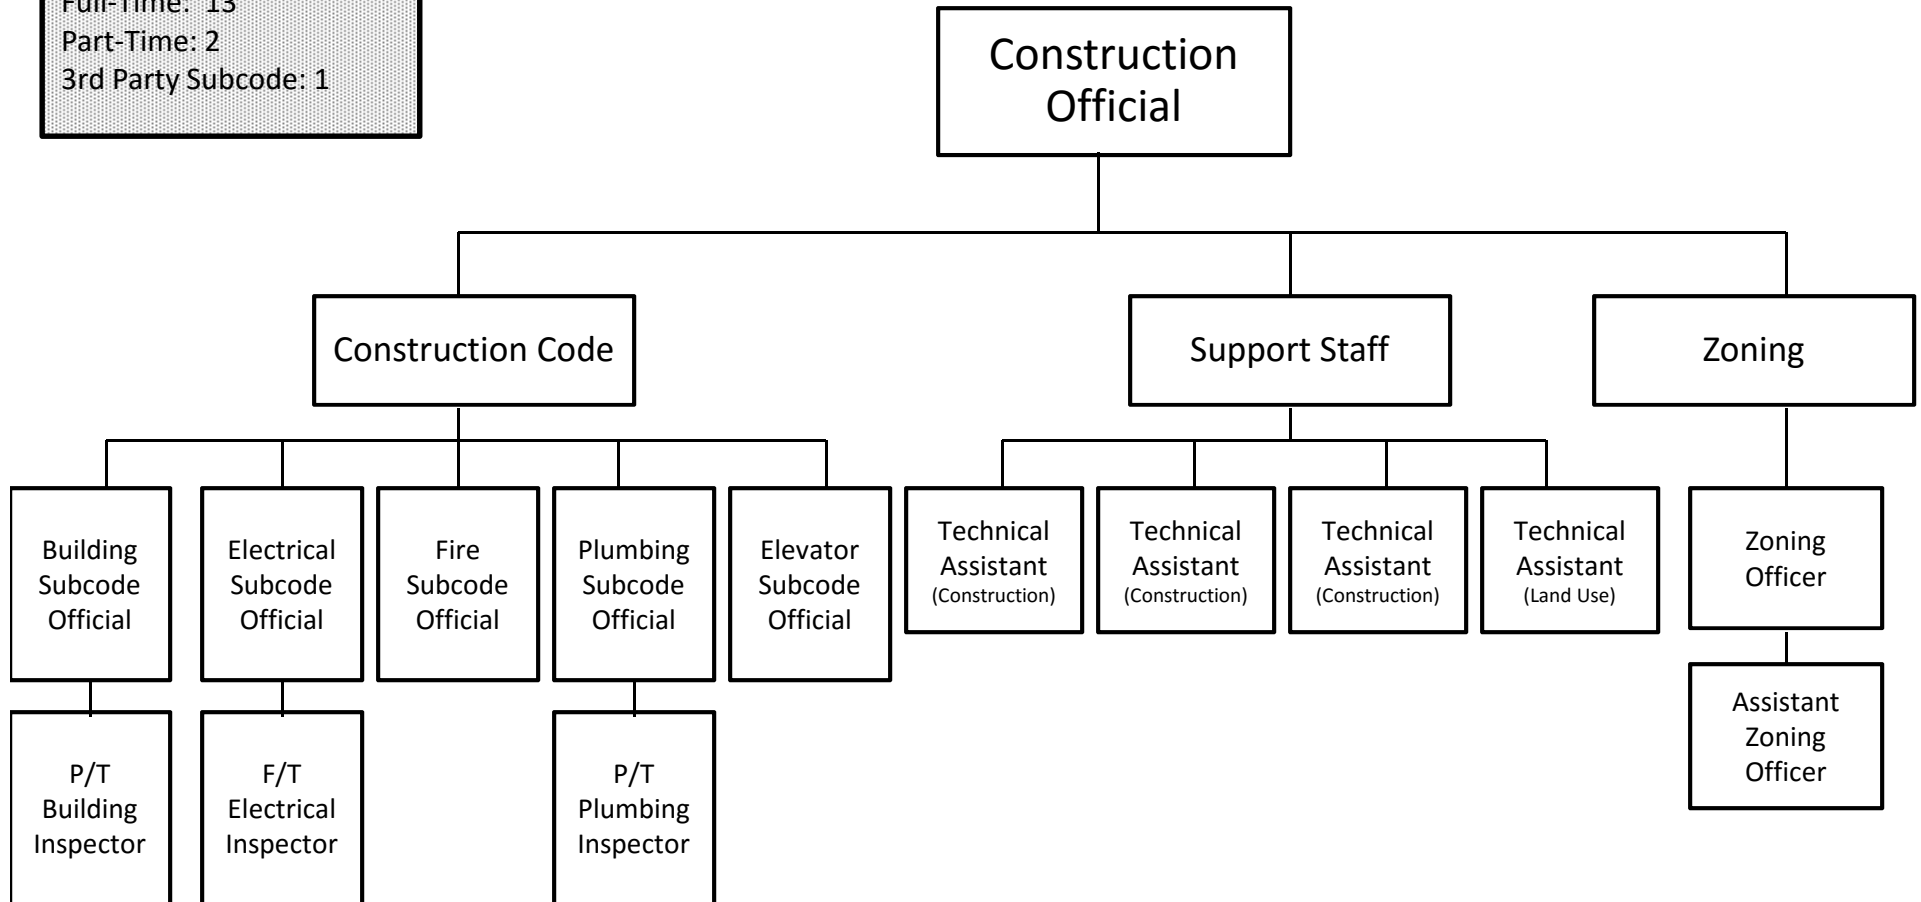 Full-Time: 13
Part-Time: 2
3rd Party Subcode: 1
Construction
Official
Construction Code
Support Staff
Zoning
Building
Subcode
Official
Electrical
Subcode
Official
Fire
Subcode
Official
Plumbing
Subcode
Official
Elevator
Subcode
Official
Technical
Assistant
(Construction)
Technical
Assistant
(Construction)
Technical
Assistant
(Construction)
Technical
Assistant
(Land Use)
Zoning
Officer
P/T
Building
Inspector
F/T
Electrical
Inspector
P/T
Plumbing
Inspector
Assistant
Zoning
Officer